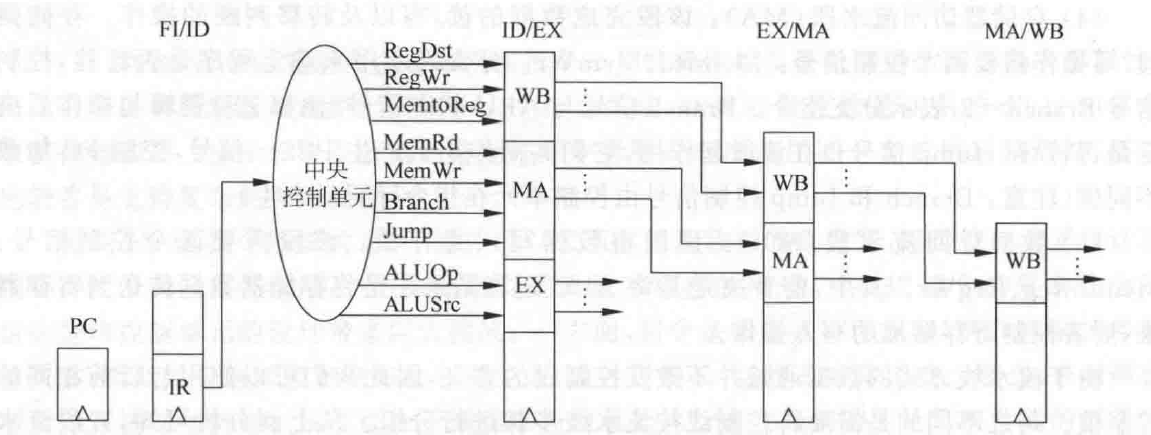 FI/ID
ID/EX
EX/MA
MA/WB
RegDst
RegWr
MemtoReg
MemRd
MemWr
Branch
Jump
ALUOp
ALUSrc
中央
控制单元
WB
MA
EX
WB
MA
WB
PC
IR